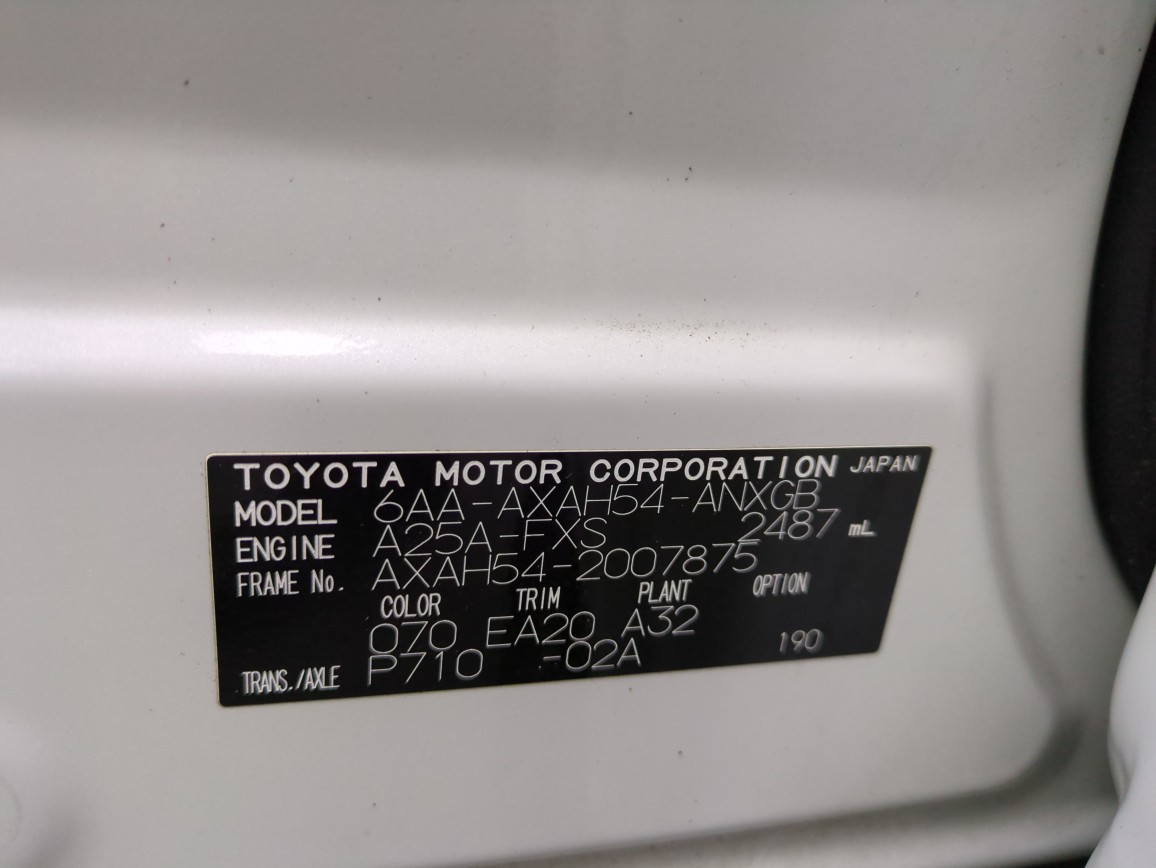 TOYOTA MOTOR CORPORATION JAPAN
MODEL 6AA-AXAH54-ANXGB
ENGINE A25A-FXS 2487 mL
FRAME No. AXAH54-2007875
COLOR TRIM PLANT OPTION
070 EA20 A32
TRANS./AXLE P710 -02A 190